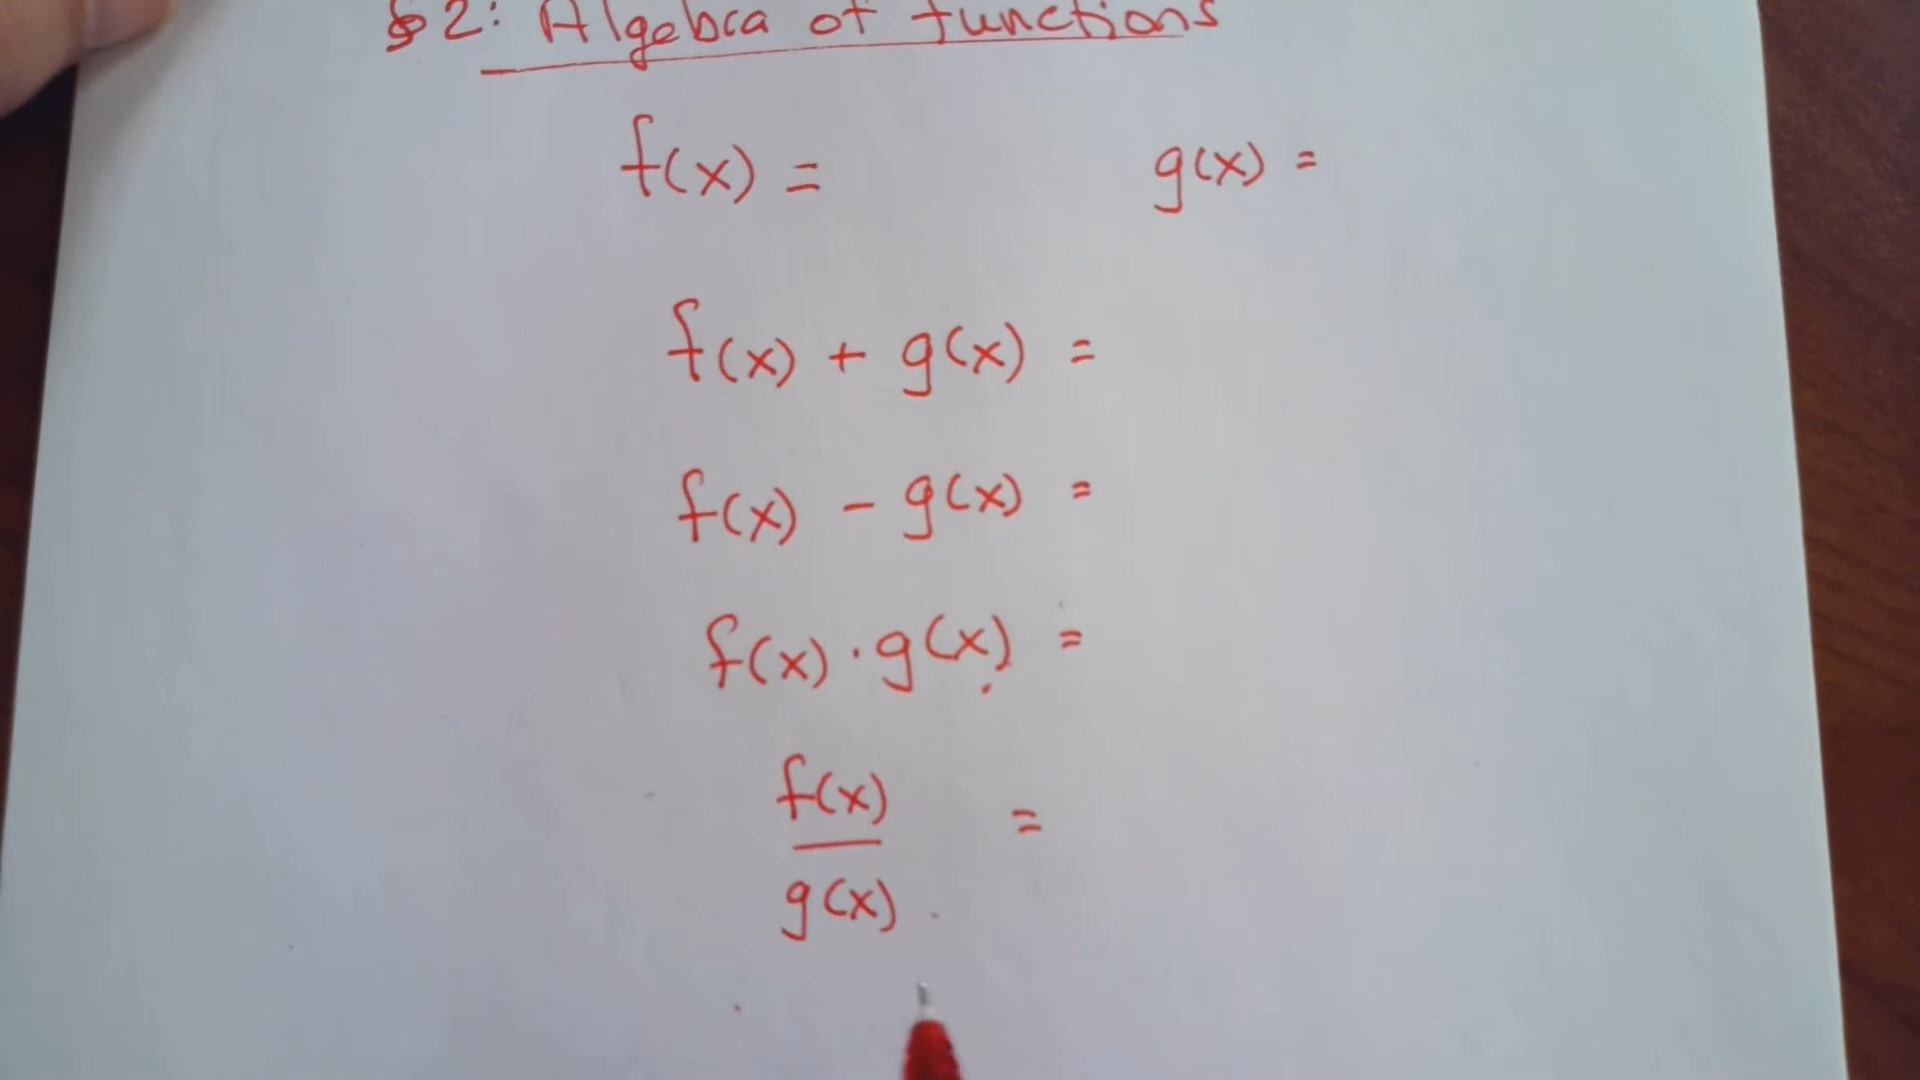 §2: Algebra of functions
f(x) = g(x) =
f(x) + g(x) =
f(x) - g(x) =
f(x) · g(x) =
f(x)
=
g(x)